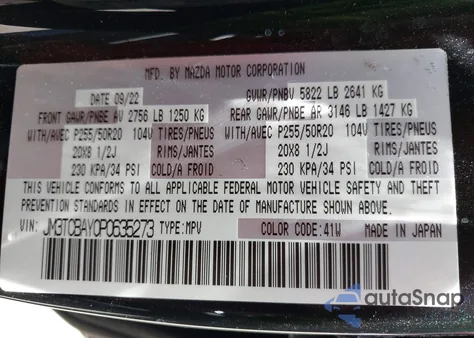 MFD. BY MAZDA MOTOR CORPORATION
DATE 09/22 GVWR/PNBV 5822 LB 2641 KG
FRONT GAWR/PNBE AV 2756 LB 1250 KG REAR GAWR/PNBE AR 3146 LB 1427 KG
WITH/AVEC P255/50R20 104V TIRES/PNEUS WITH/AVEC P255/50R20 104V TIRES/PNEUS
20X8 1/2J RIMS/JANTES 20X8 1/2J RIMS/JANTES
230 KPA/34 PSI COLD/A FROID 230 KPA/34 PSI COLD/A FROID
THIS VEHICLE CONFORMS TO ALL APPLICABLE FEDERAL MOTOR VEHICLE SAFETY AND THEFT
PREVENTION STANDARDS IN EFFECT ON THE DATE OF MANUFACTURE SHOWN ABOVE.
VIN: JM3TCBAY0P0635273 TYPE:MPV COLOR CODE:41W MADE IN JAPAN
autoSnap